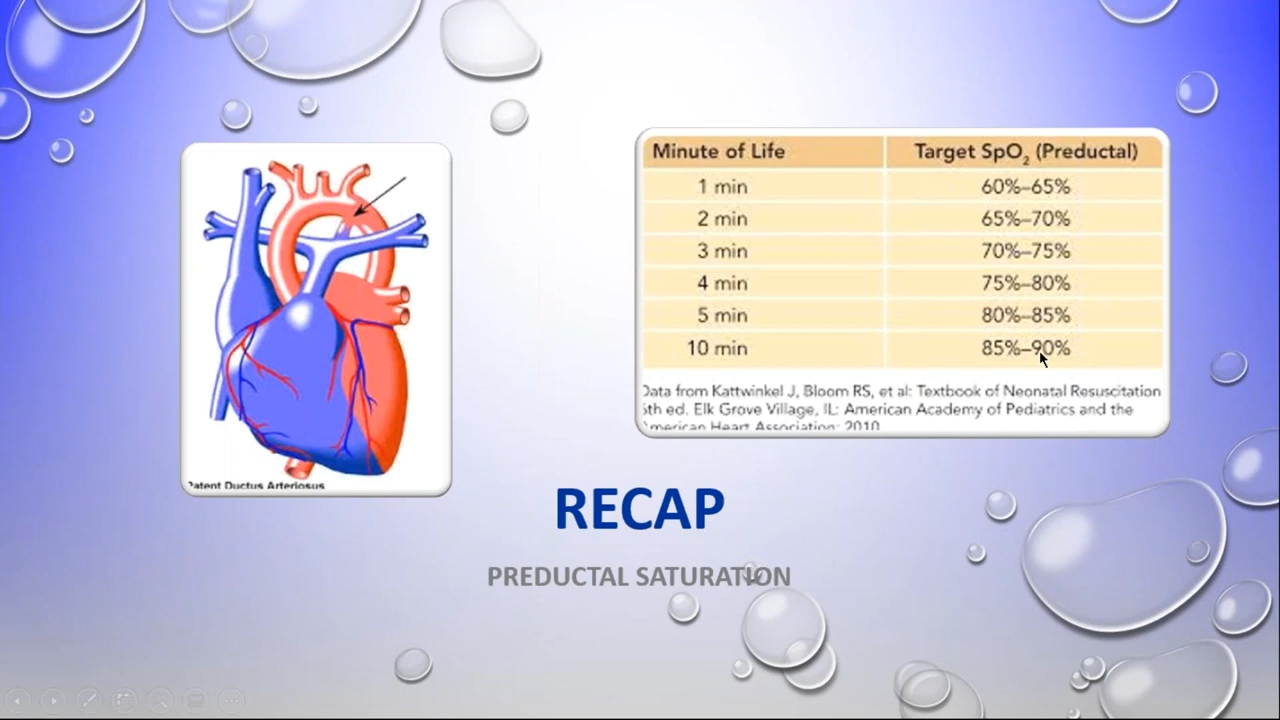 Patent Ductus Arteriosus
Minute of Life Target SpO₂ (Preductal)
1 min 60%–65%
2 min 65%–70%
3 min 70%–75%
4 min 75%–80%
5 min 80%–85%
10 min 85%–90%
Data from Kattwinkel J, Bloom RS, et al: Textbook of Neonatal Resuscitation
6th ed. Elk Grove Village, IL: American Academy of Pediatrics and the
American Heart Association; 2010
RECAP
PREDUCTAL SATURATION